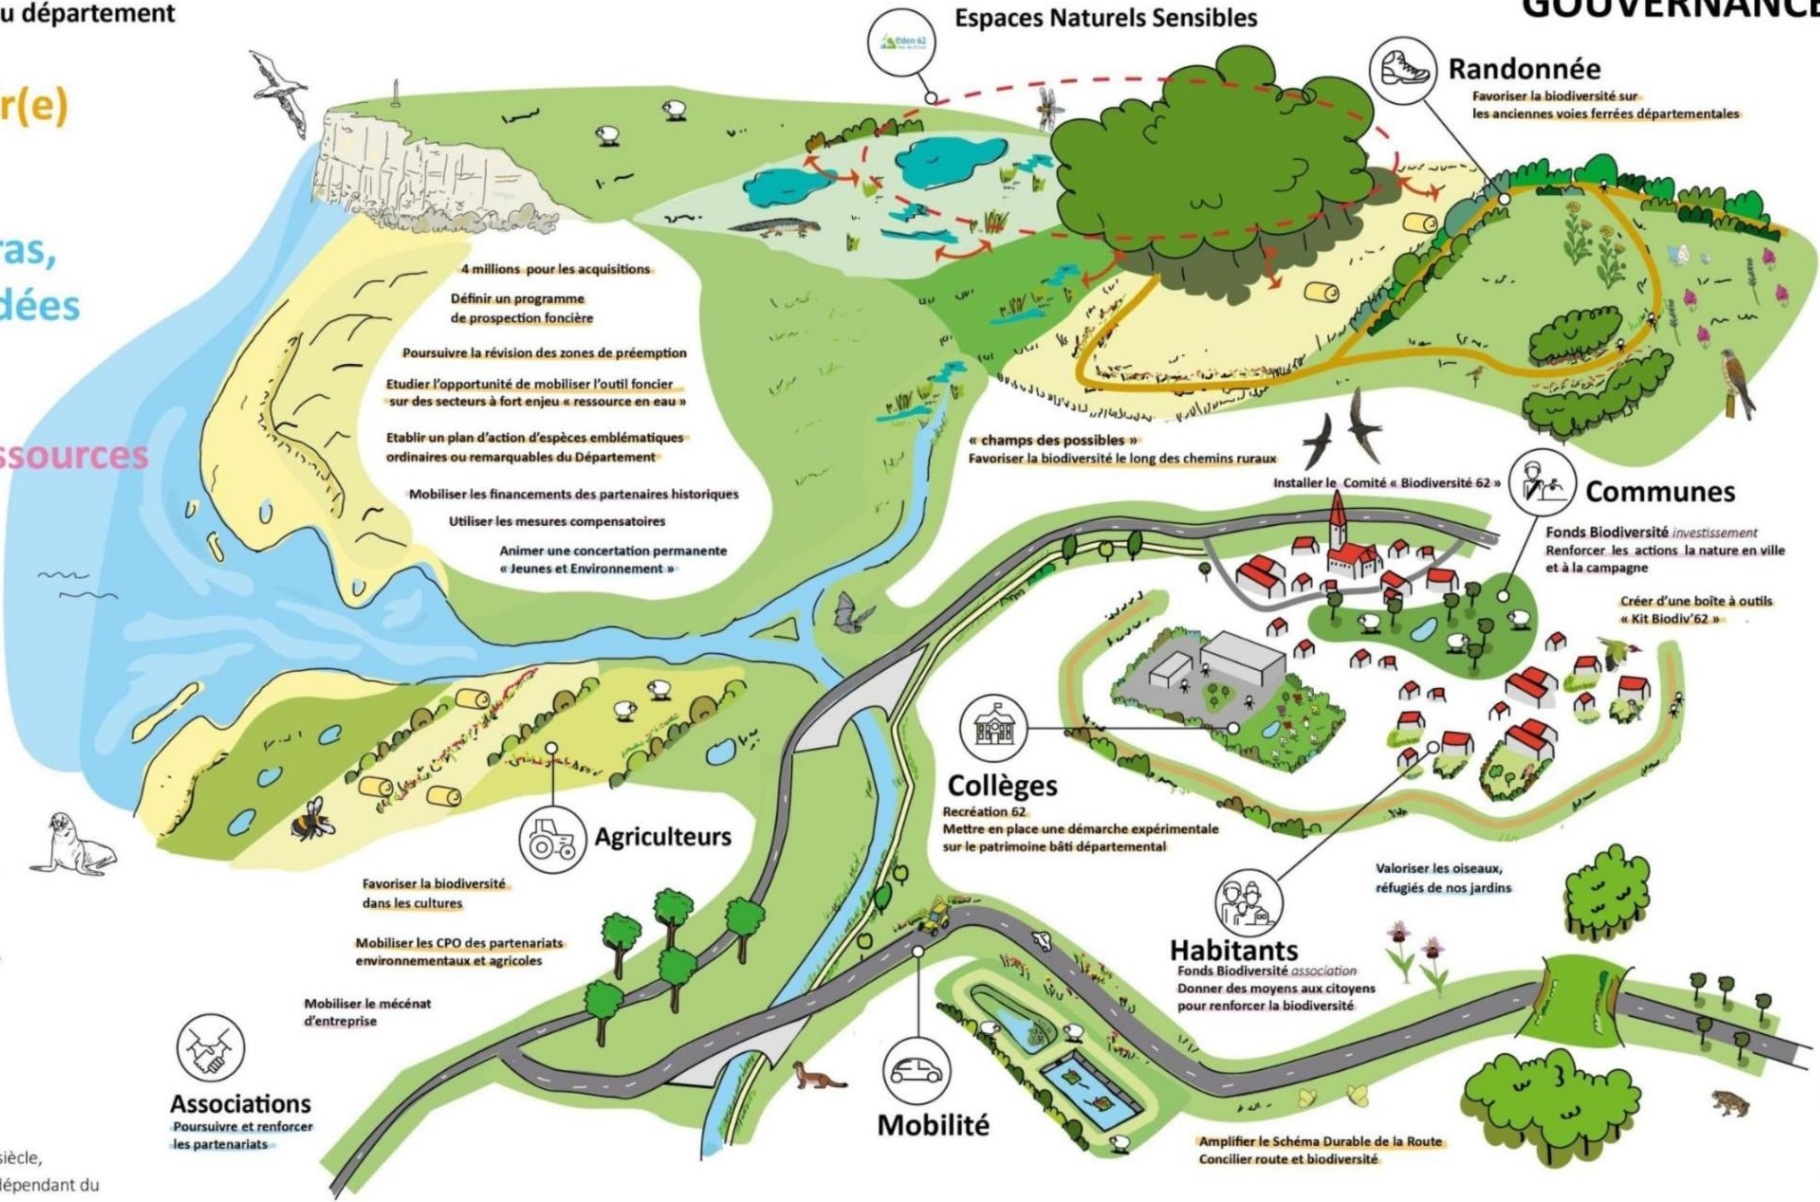 u département
r(e)
ras,
dées
ssources
siècle,
dépendant du
Espaces Naturels Sensibles
GOUVERNANCE
Eden 62
Randonnée
Favoriser la biodiversité sur
les anciennes voies ferrées départementales
4 millions pour les acquisitions
Définir un programme
de prospection foncière
Poursuivre la révision des zones de préemption
Etudier l'opportunité de mobiliser l'outil foncier
sur des secteurs à fort enjeu « ressource en eau »
Etablir un plan d'action d'espèces emblématiques
ordinaires ou remarquables du Département
Mobiliser les financements des partenaires historiques
Utiliser les mesures compensatoires
Animer une concertation permanente
« Jeunes et Environnement »
« champs des possibles »
Favoriser la biodiversité le long des chemins ruraux
Installer le Comité « Biodiversité 62 »
Communes
Fonds Biodiversité investissement
Renforcer les actions la nature en ville
et à la campagne
Créer d'une boîte à outils
« Kit Biodiv'62 »
Collèges
Recréation 62
Mettre en place une démarche expérimentale
sur le patrimoine bâti départemental
Agriculteurs
Favoriser la biodiversité
dans les cultures
Mobiliser les CPO des partenariats
environnementaux et agricoles
Mobiliser le mécénat
d'entreprise
Associations
Poursuivre et renforcer
les partenariats
Valoriser les oiseaux,
réfugiés de nos jardins
Habitants
Fonds Biodiversité association
Donner des moyens aux citoyens
pour renforcer la biodiversité
Mobilité
Amplifier le Schéma Durable de la Route
Concilier route et biodiversité